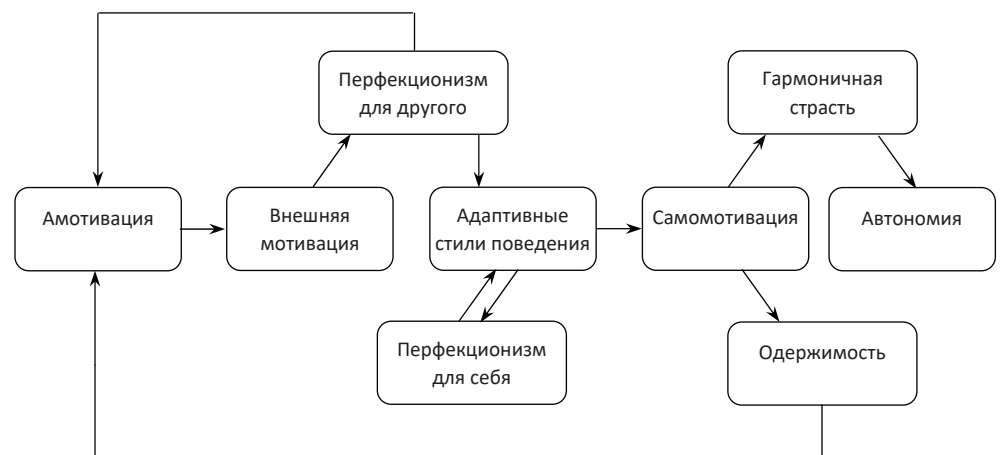 Перфекционизм
для другого
Гармоничная
страсть
Амотивация
Внешняя
мотивация
Адаптивные
стили поведения
Самомотивация
Автономия
Перфекционизм
для себя
Одержимость